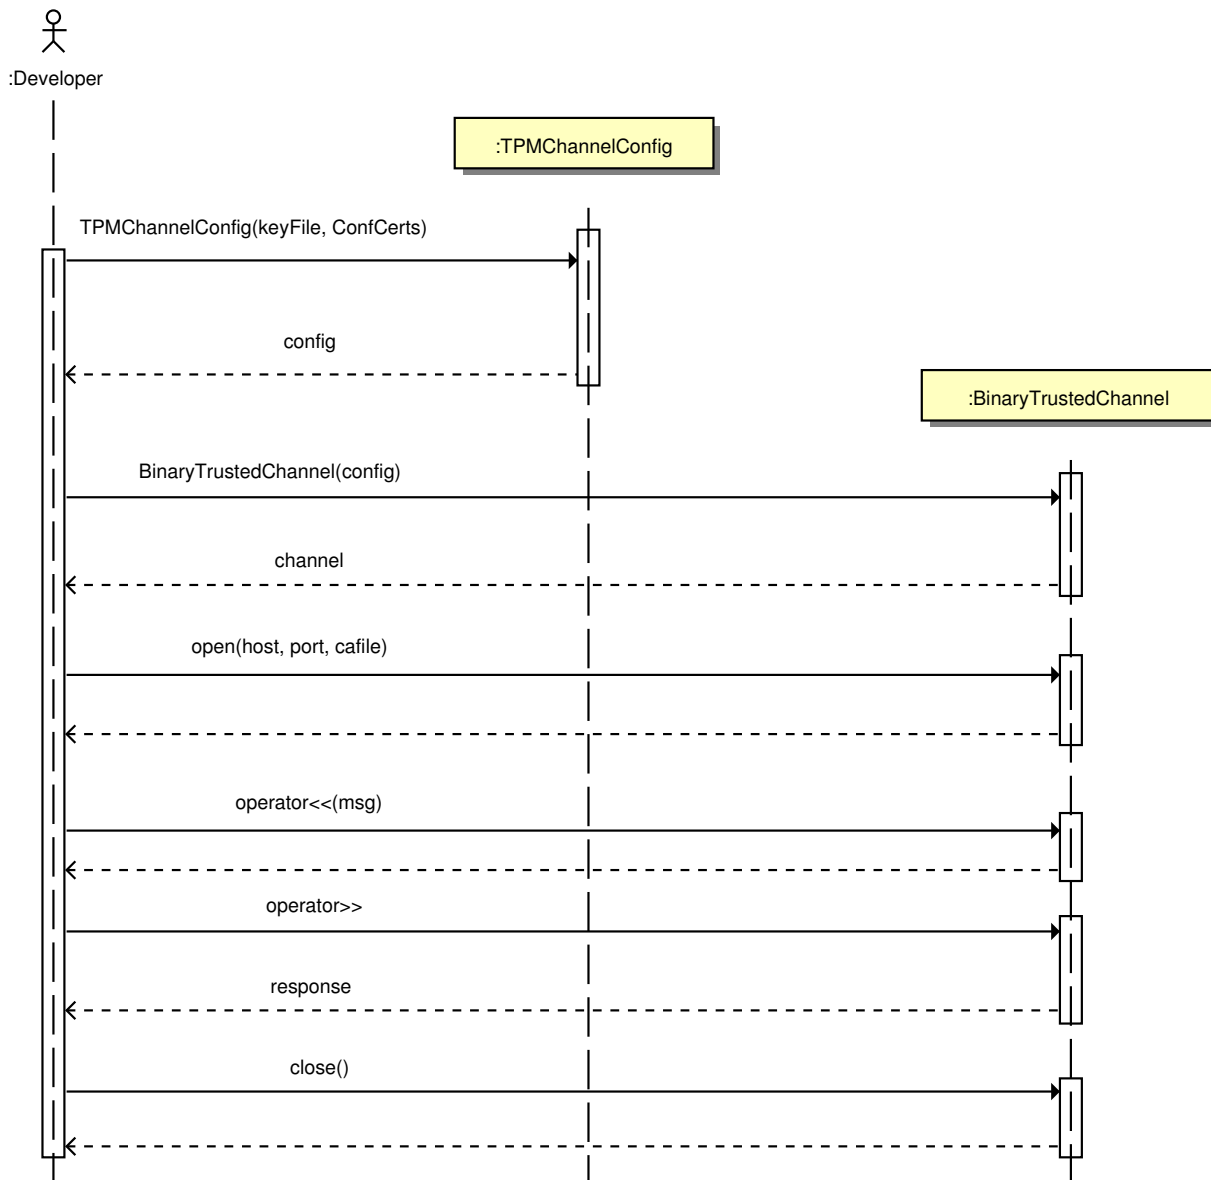 :Developer
:TPMChannelConfig
TPMChannelConfig(keyFile, ConfCerts)
config
:BinaryTrustedChannel
BinaryTrustedChannel(config)
channel
open(host, port, cafile)
operator<<(msg)
operator>>
response
close()